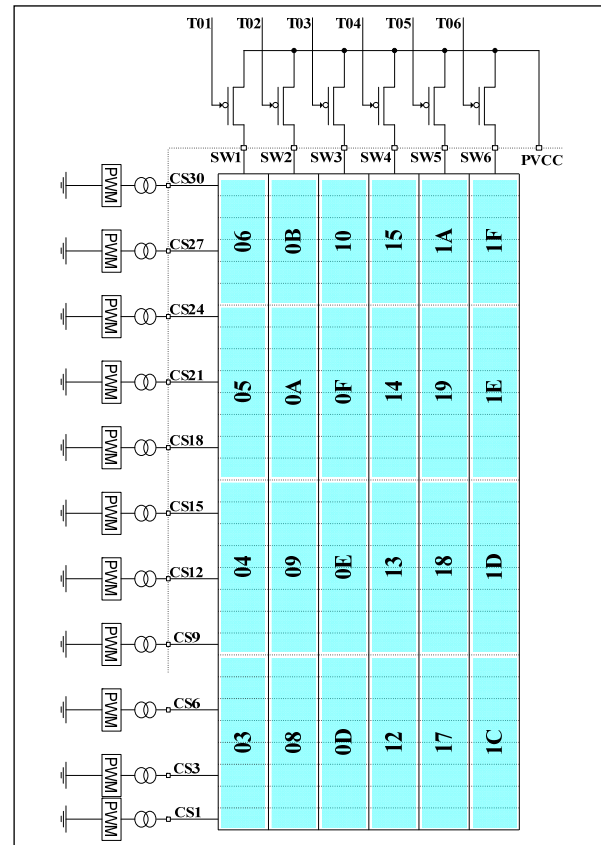 T01 T02 T03 T04 T05 T06
SW1 SW2 SW3 SW4 SW5 SW6 PVCC
PWM CS30
06 0B 10 15 1A 1F
PWM CS27
PWM CS24
PWM CS21
05 0A 0F 14 19 1E
PWM CS18
PWM CS15
PWM CS12
04 09 0E 13 18 1D
PWM CS9
PWM CS6
03 08 0D 12 17 1C
PWM CS3
PWM CS1